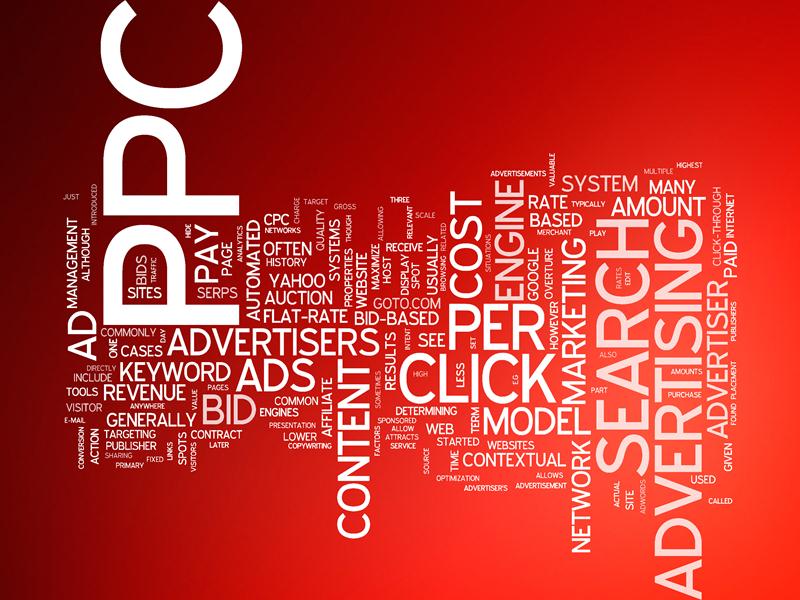 PPC
JUST
INTRODUCED
MANAGEMENT
ALTHOUGH
AD
BIDS
TRAFFIC
SITES
HIDE
PAY
PAGE
ANALYTICS
SERPS
AUTOMATED
CPC
NETWORKS
CHARGE
TARGET
GROSS
QUALITY
SYSTEMS
THOUGH
OFTEN
HISTORY
PROPERTIES
WEBSITE
YAHOO
AUCTION
FLAT-RATE
BID-BASED
GOTO.COM
ALLOWING
THREE
RELEVANT
SCALE
MAXIMIZE
HOST
RECEIVE
DISPLAY
SPOT
USUALLY
BROWSING
RELATED
COST
SITUATIONS
ADVERTISEMENTS
VALUABLE
ENGINE
SYSTEM
MULTIPLE
HIGHEST
MANY
RATE
TYPICALLY
AMOUNT
BASED
MERCHANT
PLAY
GOOGLE
OVERTURE
HOWEVER
MARKETING
SEARCH
RATES
EDIT
ADVERTISING
CLICK-THROUGH
PAID
INTERNET
ADVERTISER
PUBLISHERS
COMMONLY
DAY
ONE
CASES
ADVERTISERS
RESULTS
INTENT
SEE
SET
PER
ALSO
DIRECTLY
INCLUDE
KEYWORD
ADS
CONTENT
SOMETIMES
HIGH
CLICK
LESS
E.G
AMOUNTS
PURCHASE
PLACEMENT
FOUND
TOOLS
REVENUE
VALUE
PAGES
VISITOR
ANYWHERE
BID
COMMON
ENGINES
AFFILIATE
PART
E-MAIL
GENERALLY
PRESENTATION
DETERMINING
SPONSORED
ALLOW
ATTRACTS
SERVICE
FACTORS
WEB
TERM
MODEL
CONVERSION
ACTION
TARGETING
PUBLISHER
SHARING
PRIMARY
FIXED
LINKS
SPOTS
VISITORS
CONTRACT
LATER
LOWER
COPYWRITING
SOURCE
STARTED
TIME
WEBSITES
CONTEXTUAL
OPTIMIZATION
ALLOWS
ADVERTISER'S
ADVERTISEMENT
NETWORK
ACTUAL
SITE
ADWORDS
GIVEN
USED
CALLED